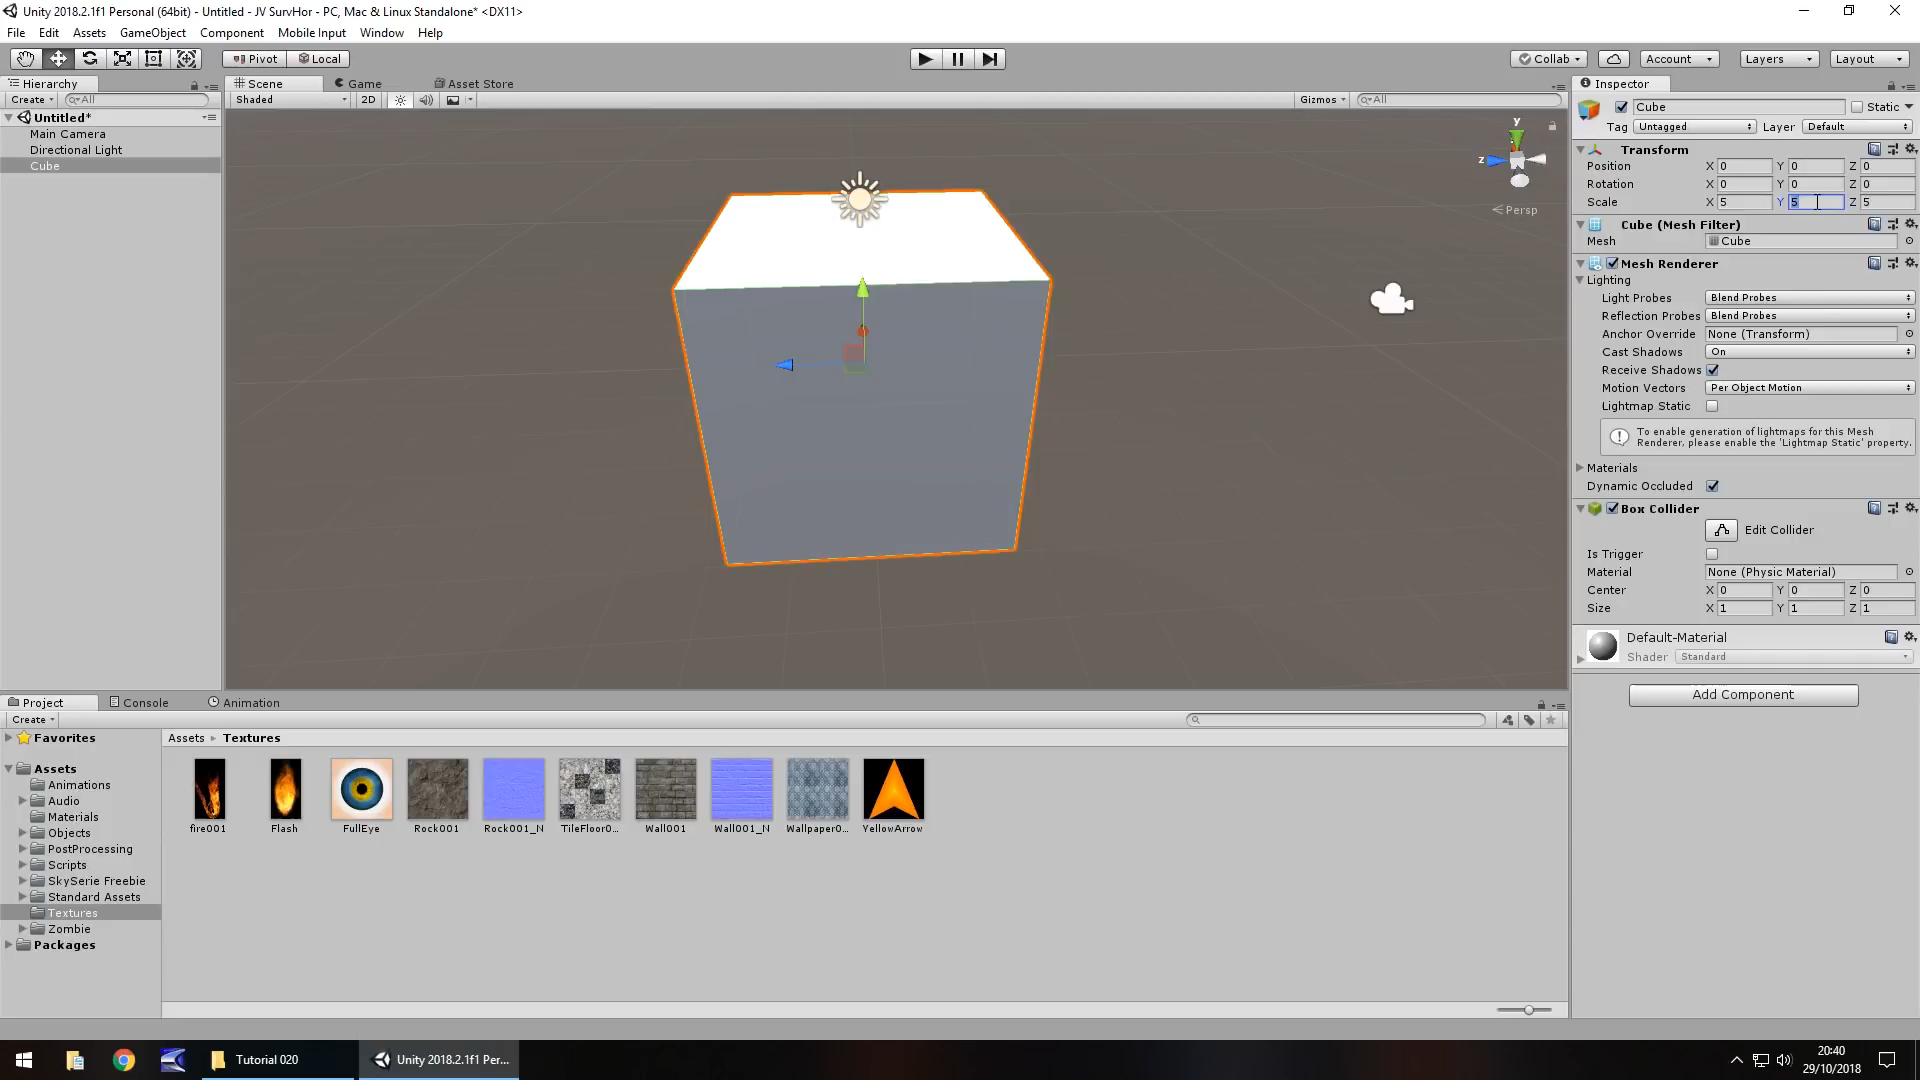 Unity 2018.2.1f1 Personal (64bit) - Untitled - JV SurvHor - PC, Mac & Linux Standalone* <DX11>
File Edit Assets GameObject Component Mobile Input Window Help
Pivot Local Collab Account Layers Layout
Hierarchy
Create All
Untitled*
Main Camera
Directional Light
Cube
Scene Game Asset Store
Shaded 2D Gizmos All
y
z
Persp
Inspector
Cube Static
Tag Untagged Layer Default
Transform
Position X 0 Y 0 Z 0
Rotation X 0 Y 0 Z 0
Scale X 5 Y 5 Z 5
Cube (Mesh Filter)
Mesh Cube
Mesh Renderer
Lighting
Light Probes Blend Probes
Reflection Probes Blend Probes
Anchor Override None (Transform)
Cast Shadows On
Receive Shadows
Motion Vectors Per Object Motion
Lightmap Static
To enable generation of lightmaps for this Mesh
Renderer, please enable the 'Lightmap Static' property.
Materials
Dynamic Occluded
Box Collider
Edit Collider
Is Trigger
Material None (Physic Material)
Center X 0 Y 0 Z 0
Size X 1 Y 1 Z 1
Default-Material
Shader Standard
Add Component
Project Console Animation
Create
Favorites
Assets
Animations
Audio
Materials
Objects
PostProcessing
Scripts
SkySerie Freebie
Standard Assets
Textures
Zombie
Packages
Assets Textures
fire001 Flash FullEye Rock001 Rock001_N TileFloor0... Wall001 Wall001_N Wallpaper0... YellowArrow
Tutorial 020 Unity 2018.2.1f1 Per...
20:40
29/10/2018